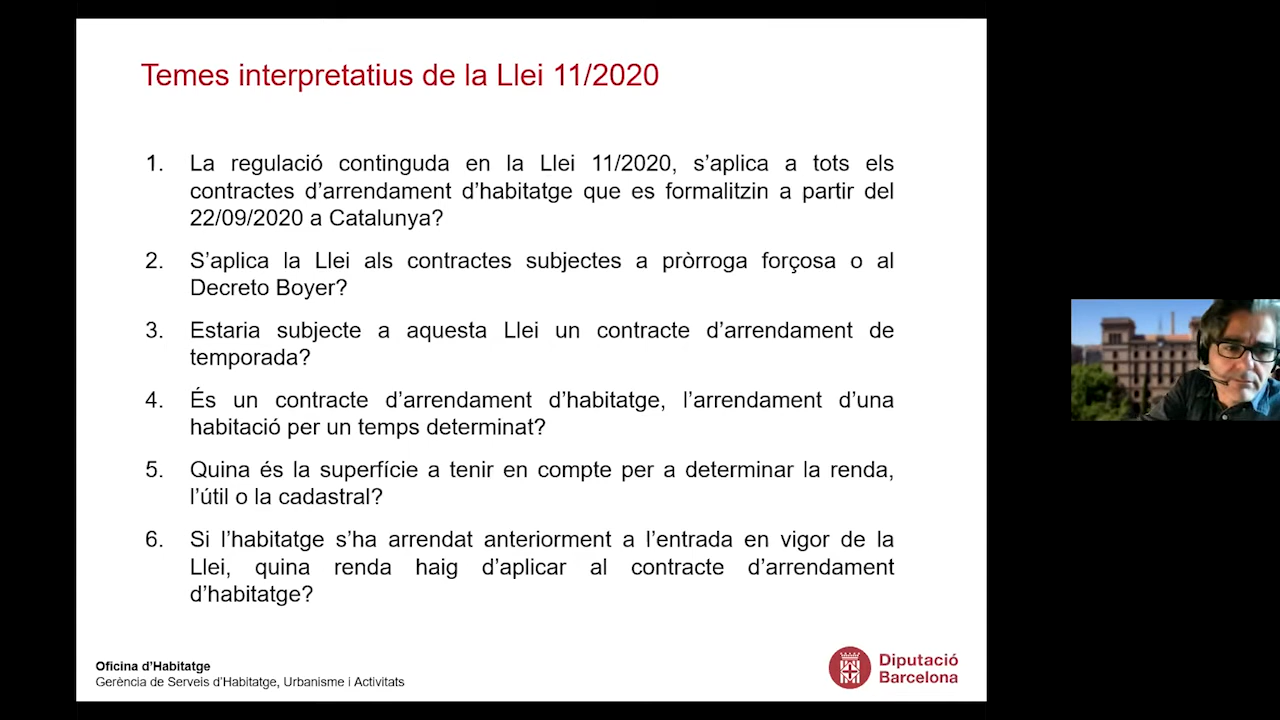 Temes interpretatius de la Llei 11/2020
1. La regulació continguda en la Llei 11/2020, s’aplica a tots els
contractes d’arrendament d’habitatge que es formalitzin a partir del
22/09/2020 a Catalunya?
2. S’aplica la Llei als contractes subjectes a pròrroga forçosa o al
Decreto Boyer?
3. Estaria subjecte a aquesta Llei un contracte d’arrendament de
temporada?
4. És un contracte d’arrendament d’habitatge, l’arrendament d’una
habitació per un temps determinat?
5. Quina és la superfície a tenir en compte per a determinar la renda,
l’útil o la cadastral?
6. Si l’habitatge s’ha arrendat anteriorment a l’entrada en vigor de la
Llei, quina renda haig d’aplicar al contracte d’arrendament
d’habitatge?
Oficina d’Habitatge
Gerència de Serveis d’Habitatge, Urbanisme i Activitats
Diputació
Barcelona